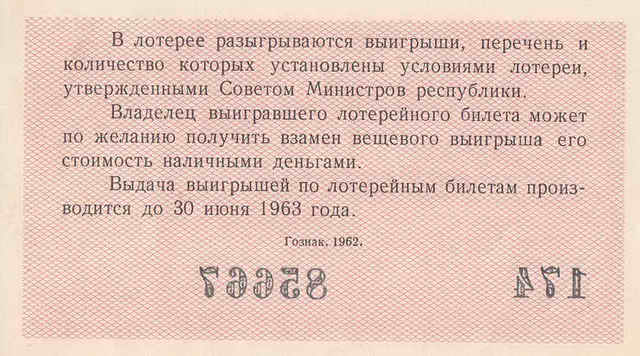 В лотерее разыгрываются выигрыши, перечень и
количество которых установлены условиями лотереи,
утвержденными Советом Министров республики.
Владелец выигравшего лотерейного билета может
по желанию получить взамен вещевого выигрыша его
стоимость наличными деньгами.
Выдача выигрышей по лотерейным билетам произ-
водится до 30 июня 1963 года.
Гознак. 1962.
85667 174